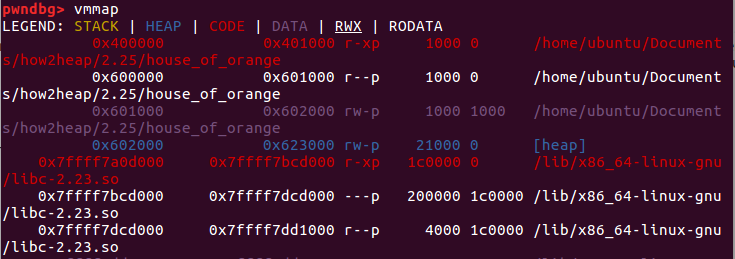 pwndbg> vmmap
LEGEND: STACK | HEAP | CODE | DATA | RWX | RODATA
0x400000 0x401000 r-xp 1000 0 /home/ubuntu/Document
s/how2heap/2.25/house_of_orange
0x600000 0x601000 r--p 1000 0 /home/ubuntu/Document
s/how2heap/2.25/house_of_orange
0x601000 0x602000 rw-p 1000 1000 /home/ubuntu/Document
s/how2heap/2.25/house_of_orange
0x602000 0x623000 rw-p 21000 0 [heap]
0x7ffff7a0d000 0x7ffff7bcd000 r-xp 1c0000 0 /lib/x86_64-linux-gnu
/libc-2.23.so
0x7ffff7bcd000 0x7ffff7dcd000 ---p 200000 1c0000 /lib/x86_64-linux-gnu
/libc-2.23.so
0x7ffff7dcd000 0x7ffff7dd1000 r--p 4000 1c0000 /lib/x86_64-linux-gnu
/libc-2.23.so